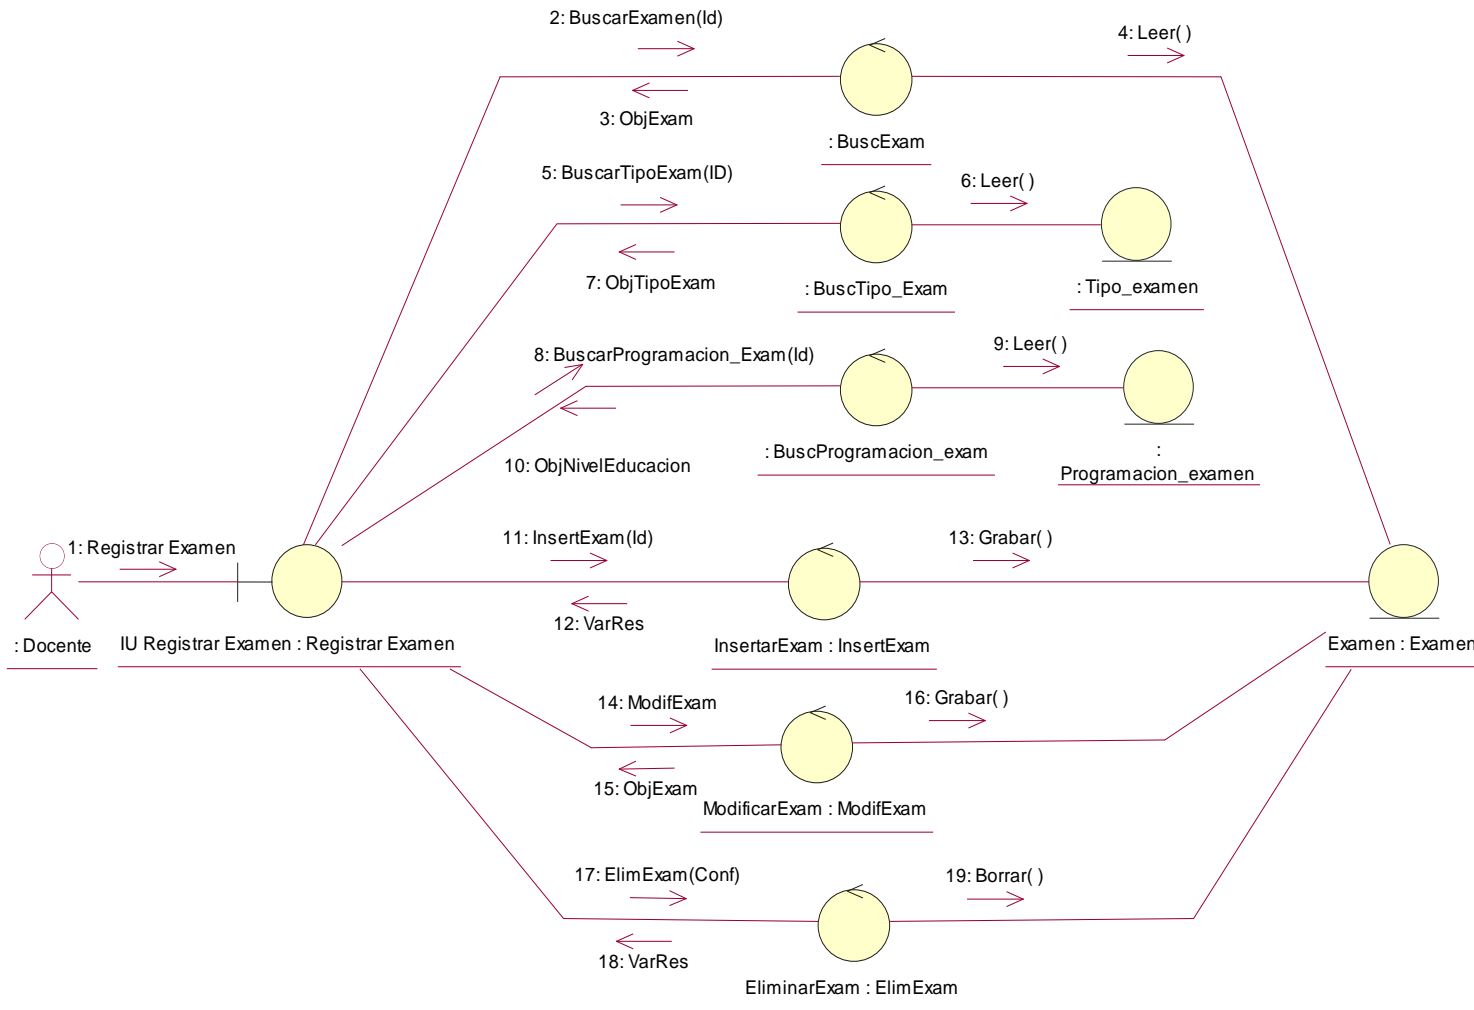 2: BuscarExamen(Id)
4: Leer( )
3: ObjExam
: BuscExam
5: BuscarTipoExam(ID)
6: Leer( )
7: ObjTipoExam
: BuscTipo_Exam
: Tipo_examen
8: BuscarProgramacion_Exam(Id)
9: Leer( )
10: ObjNivelEducacion
: BuscProgramacion_exam
:
Programacion_examen
1: Registrar Examen
11: InsertExam(Id)
13: Grabar( )
12: VarRes
: Docente
IU Registrar Examen : Registrar Examen
InsertarExam : InsertExam
Examen : Examen
14: ModifExam
16: Grabar( )
15: ObjExam
ModificarExam : ModifExam
17: ElimExam(Conf)
19: Borrar( )
18: VarRes
EliminarExam : ElimExam